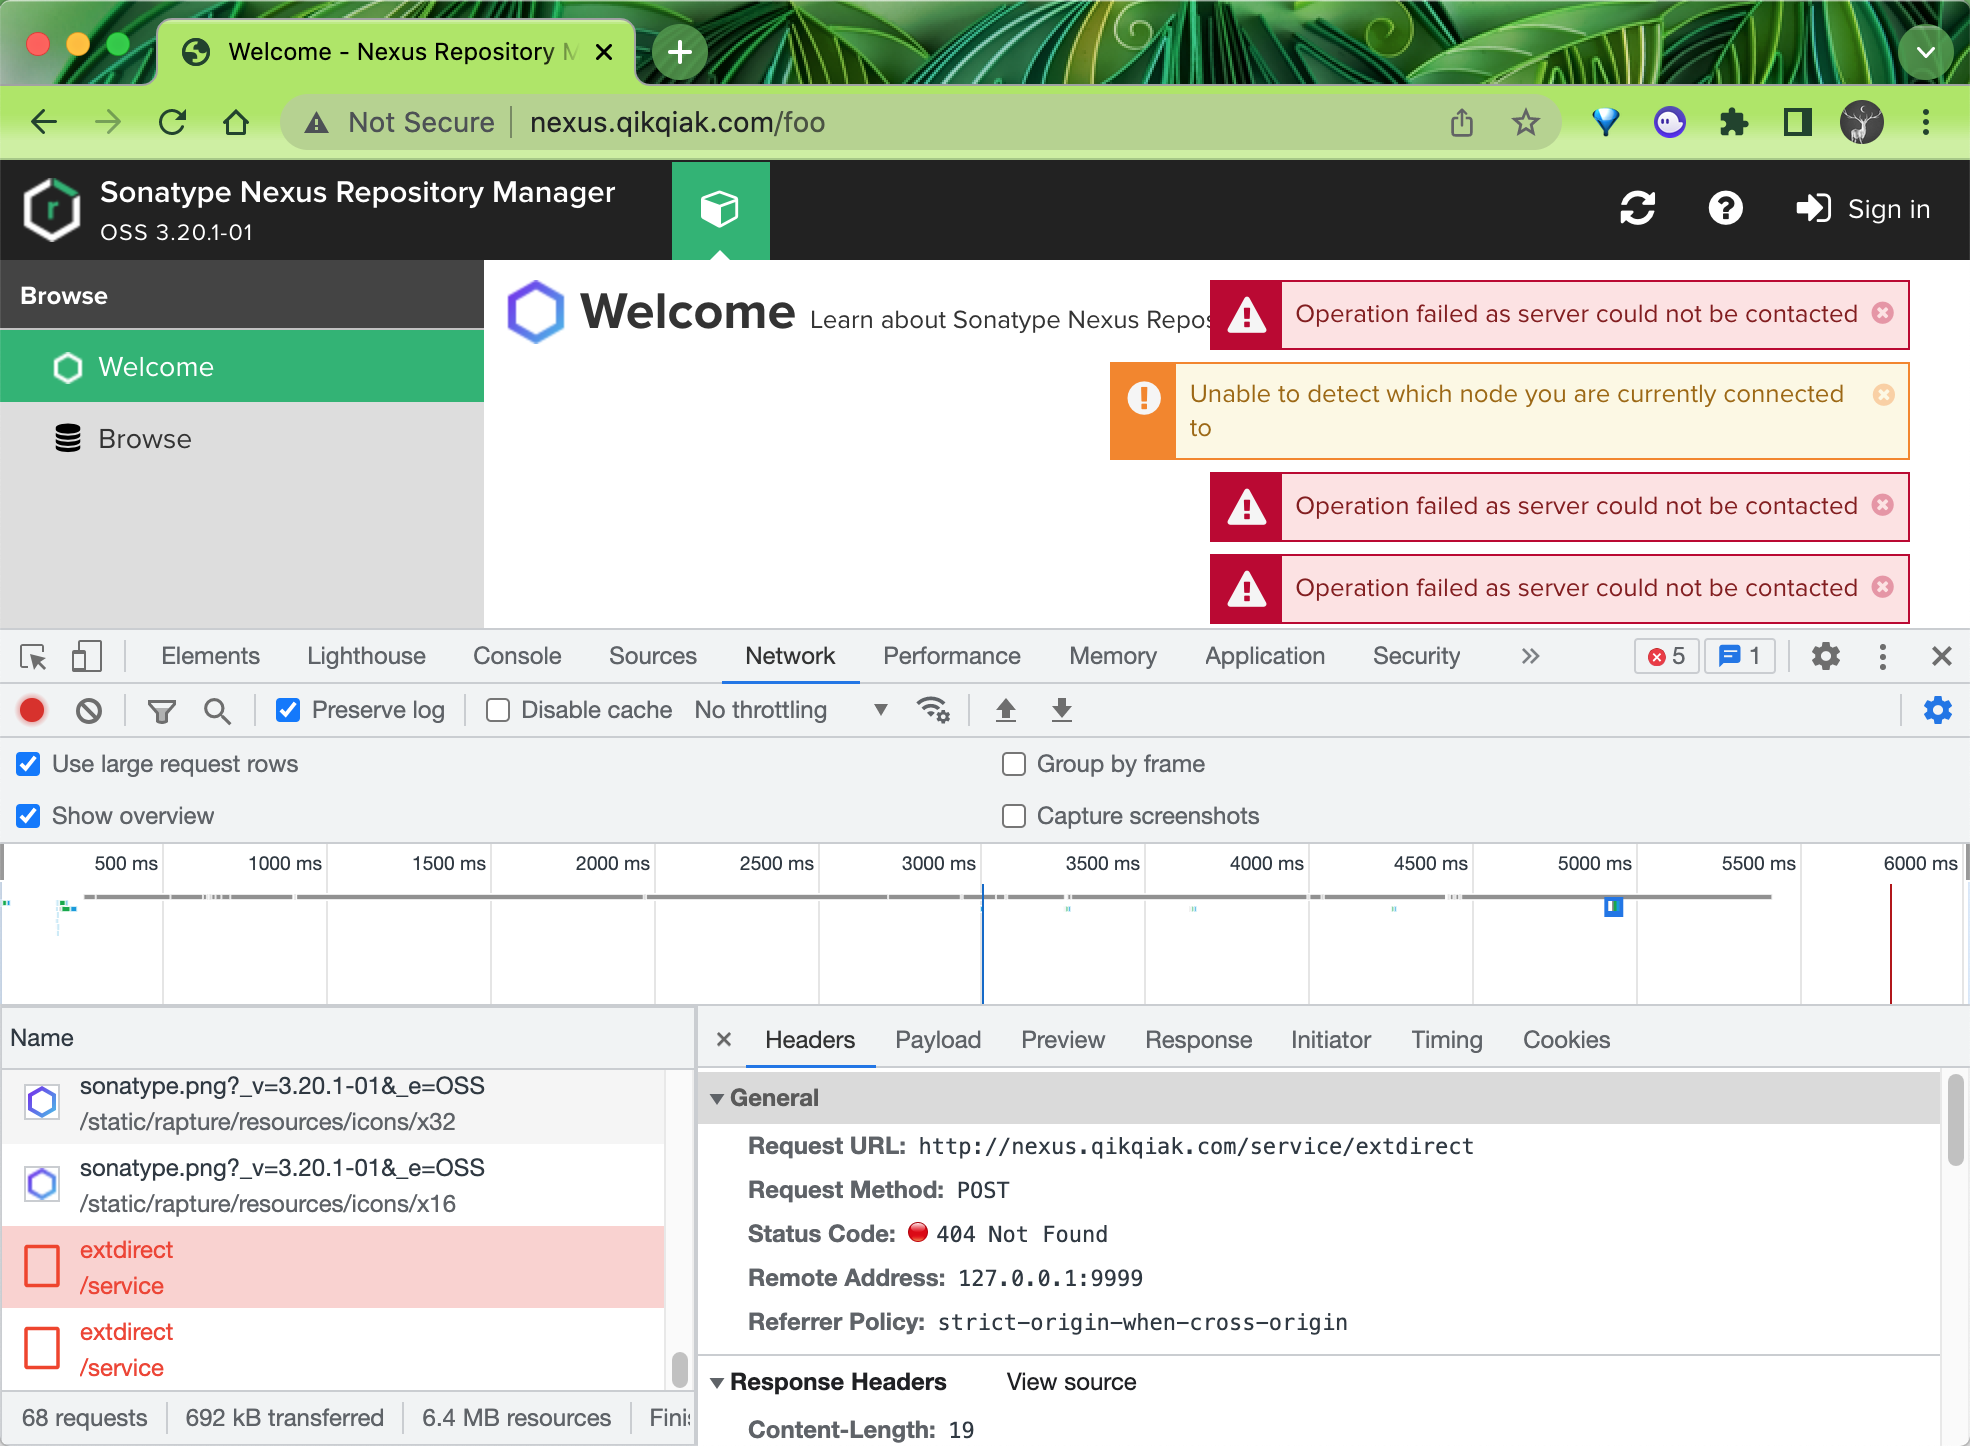 Welcome - Nexus Repository M
Not Secure
nexus.qikqiak.com/foo
Sonatype Nexus Repository Manager
OSS 3.20.1-01
Sign in
Browse
Welcome
Browse
Welcome Learn about Sonatype Nexus Repos
Operation failed as server could not be contacted
Unable to detect which node you are currently connected
to
Operation failed as server could not be contacted
Operation failed as server could not be contacted
Elements Lighthouse Console Sources Network Performance Memory Application Security » 5 1
Preserve log Disable cache No throttling
Use large request rows Group by frame
Show overview Capture screenshots
500 ms 1000 ms 1500 ms 2000 ms 2500 ms 3000 ms 3500 ms 4000 ms 4500 ms 5000 ms 5500 ms 6000 ms
Name
sonatype.png?_v=3.20.1-01&_e=OSS
/static/rapture/resources/icons/x32
sonatype.png?_v=3.20.1-01&_e=OSS
/static/rapture/resources/icons/x16
extdirect
/service
extdirect
/service
68 requests 692 kB transferred 6.4 MB resources Finis
Headers Payload Preview Response Initiator Timing Cookies
General
Request URL: http://nexus.qikqiak.com/service/extdirect
Request Method: POST
Status Code: 404 Not Found
Remote Address: 127.0.0.1:9999
Referrer Policy: strict-origin-when-cross-origin
Response Headers View source
Content-Length: 19